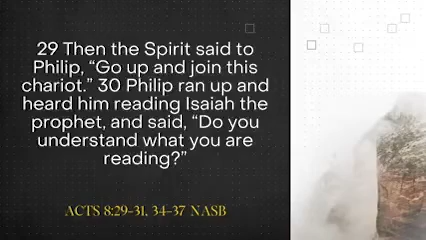 29 Then the Spirit said to
Philip, “Go up and join this
chariot.” 30 Philip ran up and
heard him reading Isaiah the
prophet, and said, “Do you
understand what you are
reading?”
ACTS 8:29-31, 34-37 NASB